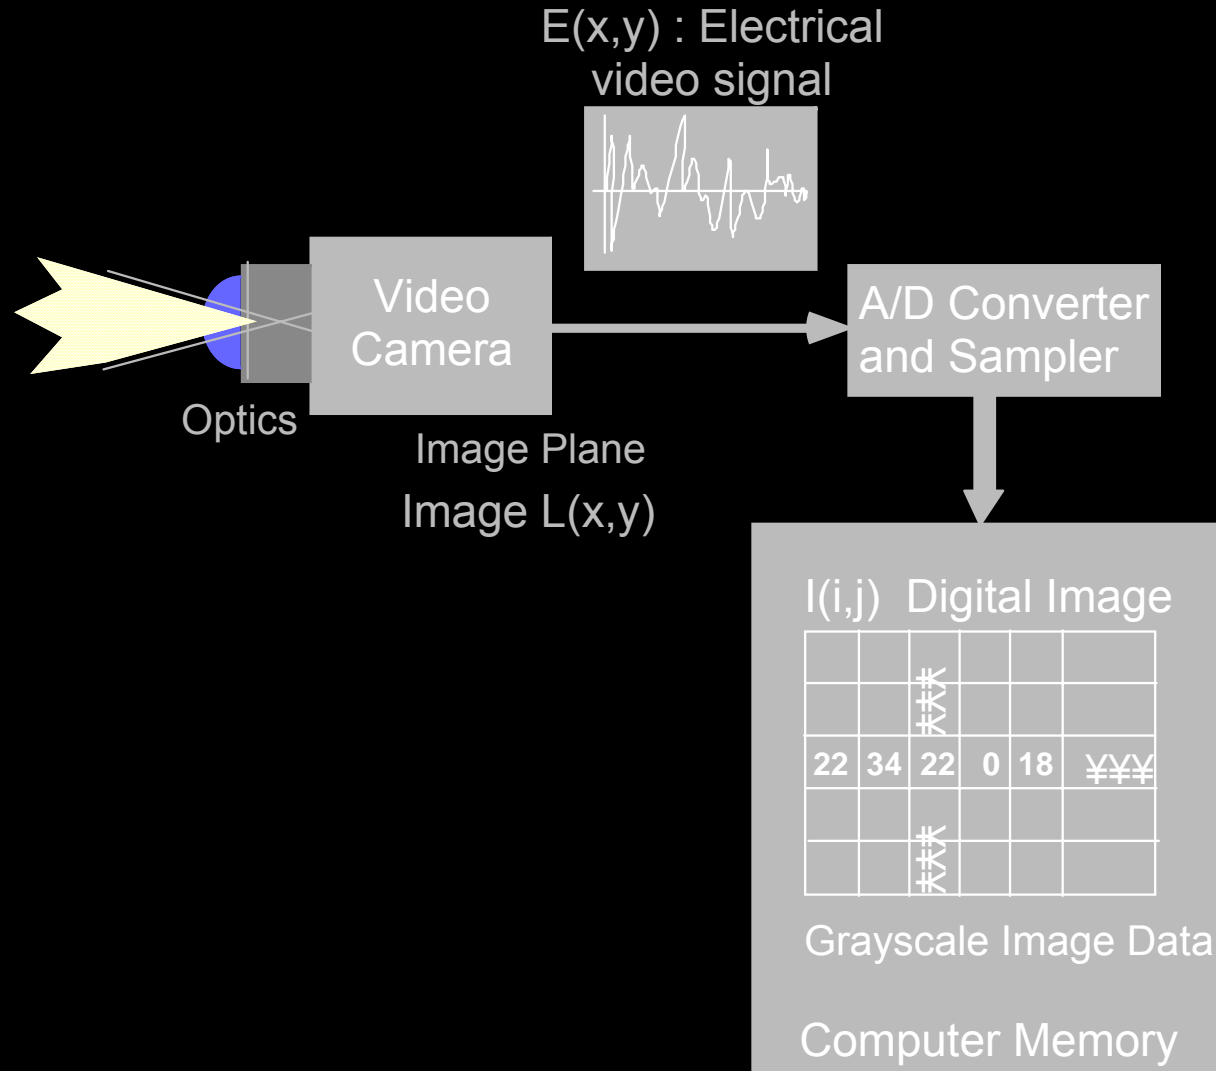 E(x,y) : Electrical
video signal
Video
Camera
A/D Converter
and Sampler
Optics
Image Plane
Image L(x,y)
I(i,j) Digital Image
¥¥¥
22 34 22 0 18 ¥¥¥
¥¥¥
Grayscale Image Data
Computer Memory